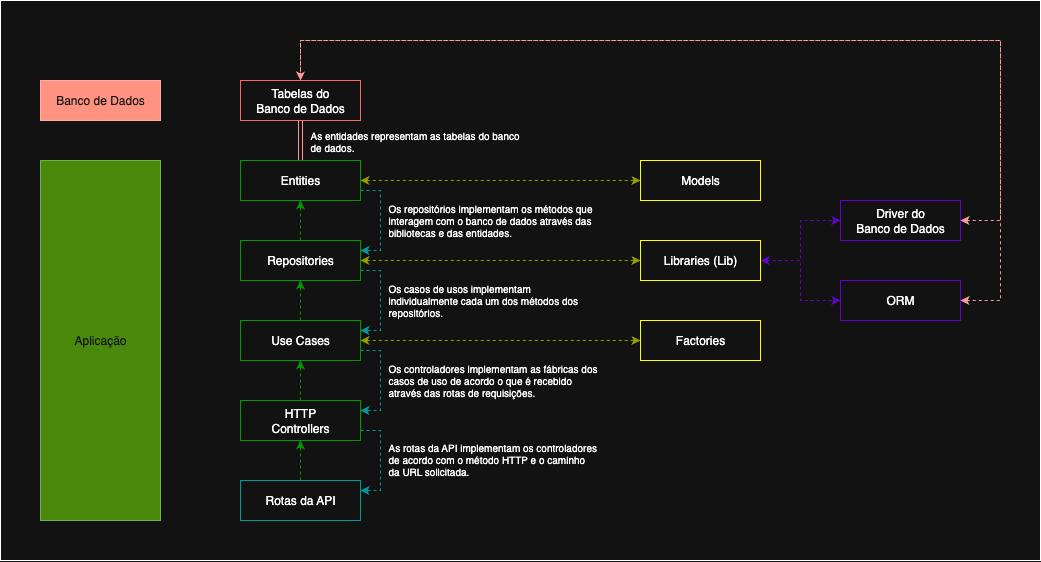 Banco de Dados
Tabelas do
Banco de Dados
As entidades representam as tabelas do banco
de dados.
Aplicação
Entities
Models
Os repositórios implementam os métodos que
interagem com o banco de dados através das
bibliotecas e das entidades.
Driver do
Banco de Dados
Repositories
Libraries (Lib)
Os casos de usos implementam
individualmente cada um dos métodos dos
repositórios.
ORM
Use Cases
Factories
Os controladores implementam as fábricas dos
casos de uso de acordo o que é recebido
através das rotas de requisições.
HTTP
Controllers
As rotas da API implementam os controladores
de acordo com o método HTTP e o caminho
da URL solicitada.
Rotas da API